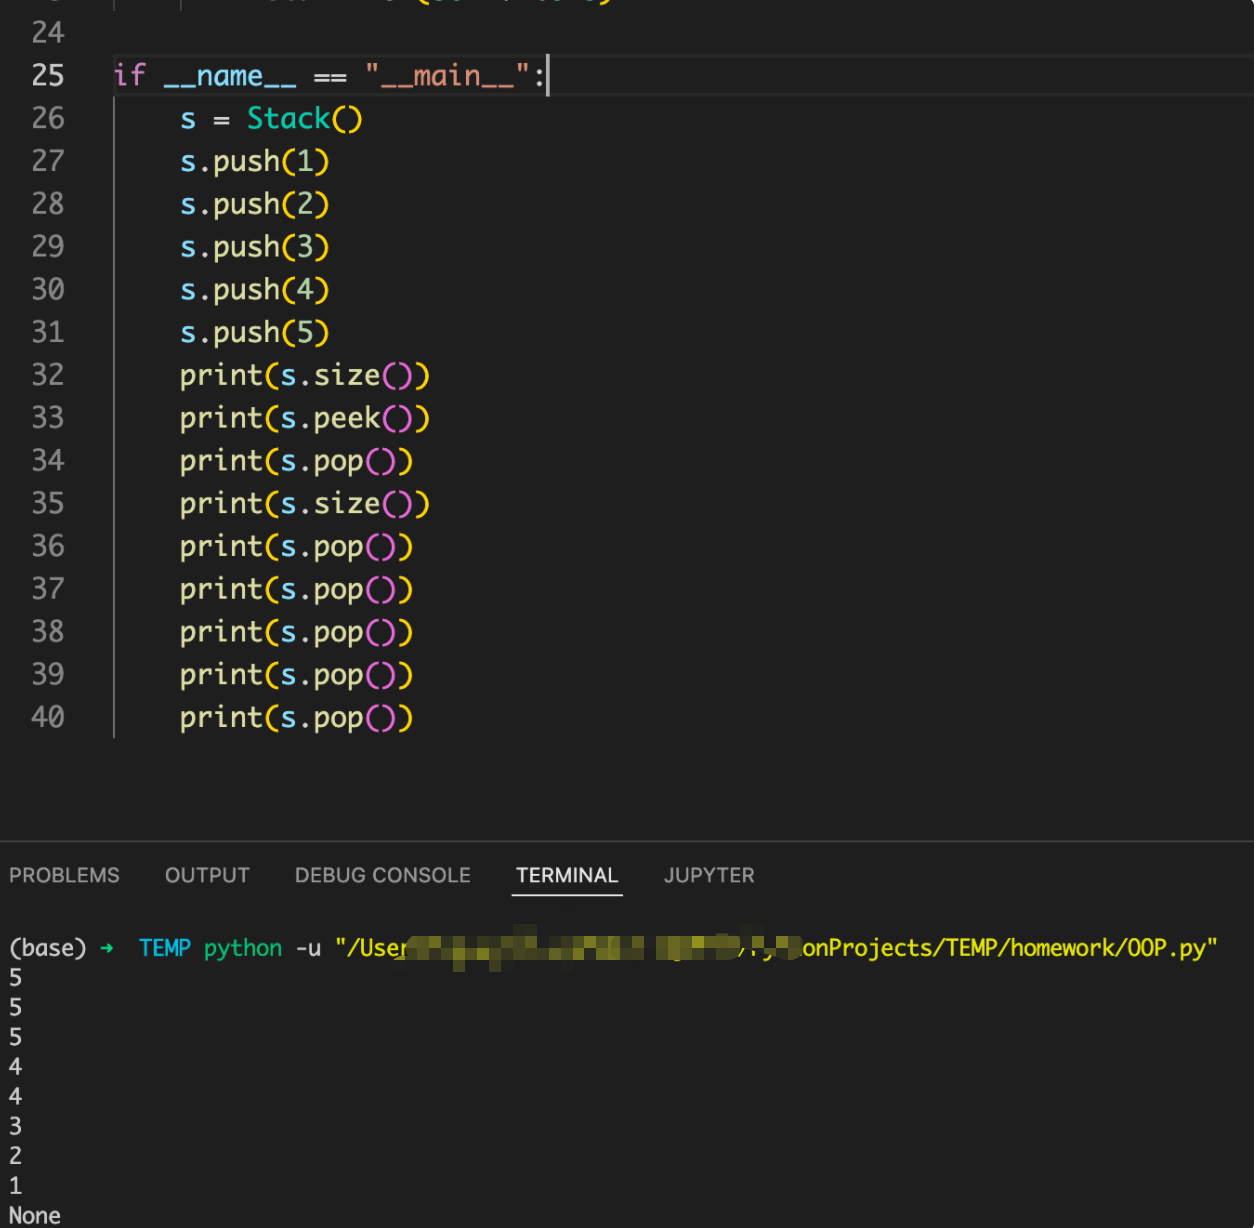 24
25 if __name__ == "__main__":
26 s = Stack()
27 s.push(1)
28 s.push(2)
29 s.push(3)
30 s.push(4)
31 s.push(5)
32 print(s.size())
33 print(s.peek())
34 print(s.pop())
35 print(s.size())
36 print(s.pop())
37 print(s.pop())
38 print(s.pop())
39 print(s.pop())
40 print(s.pop())
PROBLEMS OUTPUT DEBUG CONSOLE TERMINAL JUPYTER
(base) → TEMP python -u "/User onProjects/TEMP/homework/OOP.py"
5
5
5
4
4
3
2
1
None